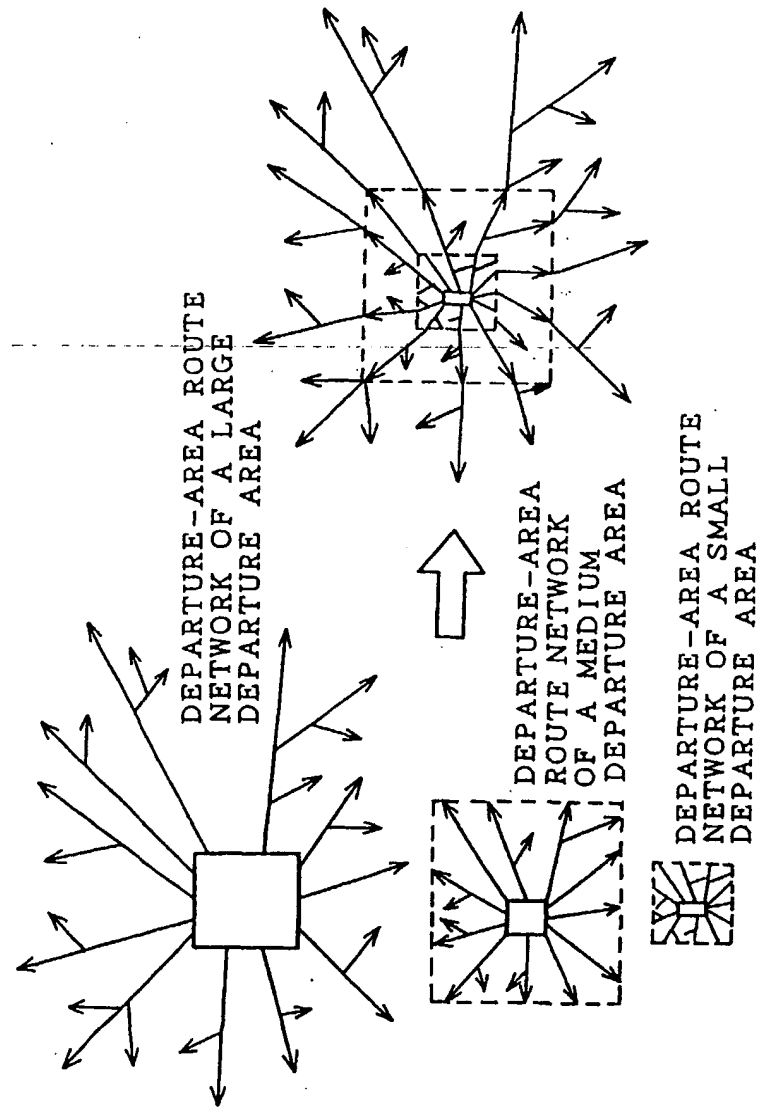 DEPARTURE-AREA ROUTE
NETWORK OF A LARGE
DEPARTURE AREA
DEPARTURE-AREA
ROUTE NETWORK
OF A MEDIUM
DEPARTURE AREA
DEPARTURE-AREA ROUTE
NETWORK OF A SMALL
DEPARTURE AREA